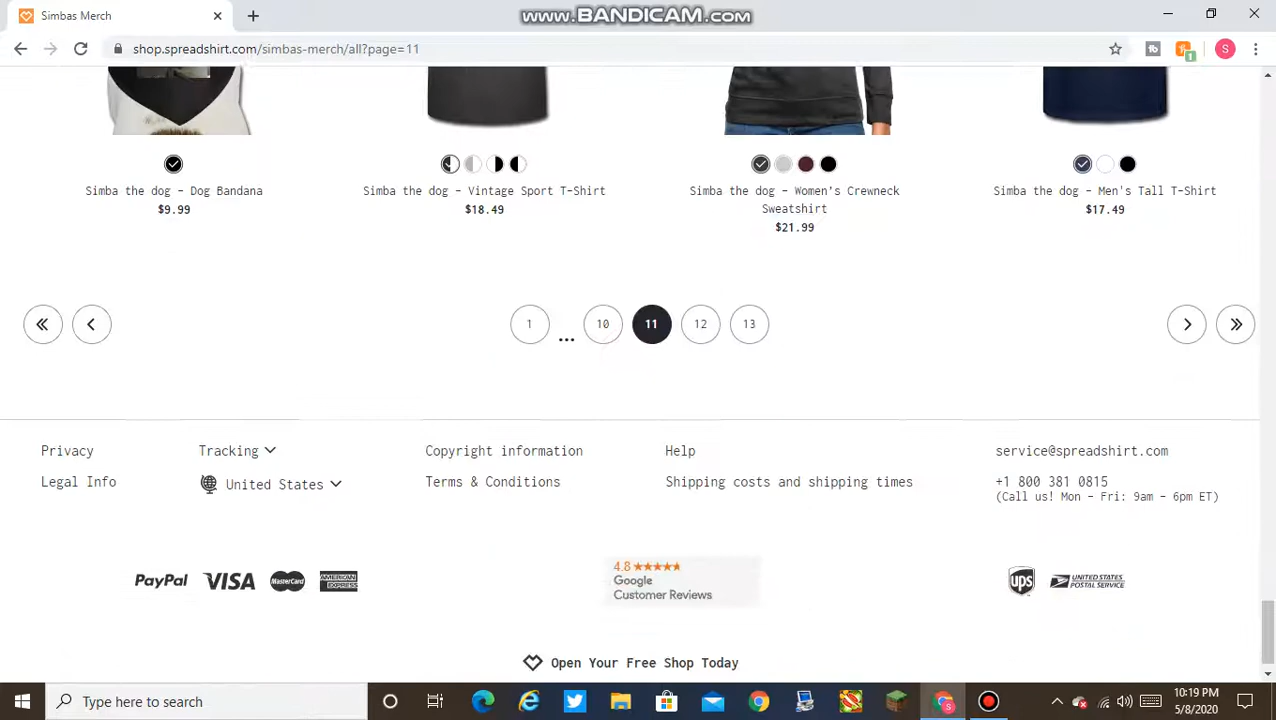 Simbas Merch
www.BANDICAM.com
shop.spreadshirt.com/simbas-merch/all?page=11
S
1
Simba the dog - Dog Bandana
$9.99
Simba the dog - Vintage Sport T-Shirt
$18.49
Simba the dog - Women's Crewneck
Sweatshirt
$21.99
Simba the dog - Men's Tall T-Shirt
$17.49
1 ... 10 11 12 13
Privacy
Legal Info
Tracking
United States
Copyright information
Terms & Conditions
Help
Shipping costs and shipping times
service@spreadshirt.com
+1 800 381 0815
(Call us! Mon - Fri: 9am - 6pm ET)
PayPal VISA MasterCard AMERICAN EXPRESS
4.8
Google
Customer Reviews
ups UNITED STATES POSTAL SERVICE
Open Your Free Shop Today
Type here to search
10:19 PM
5/8/2020